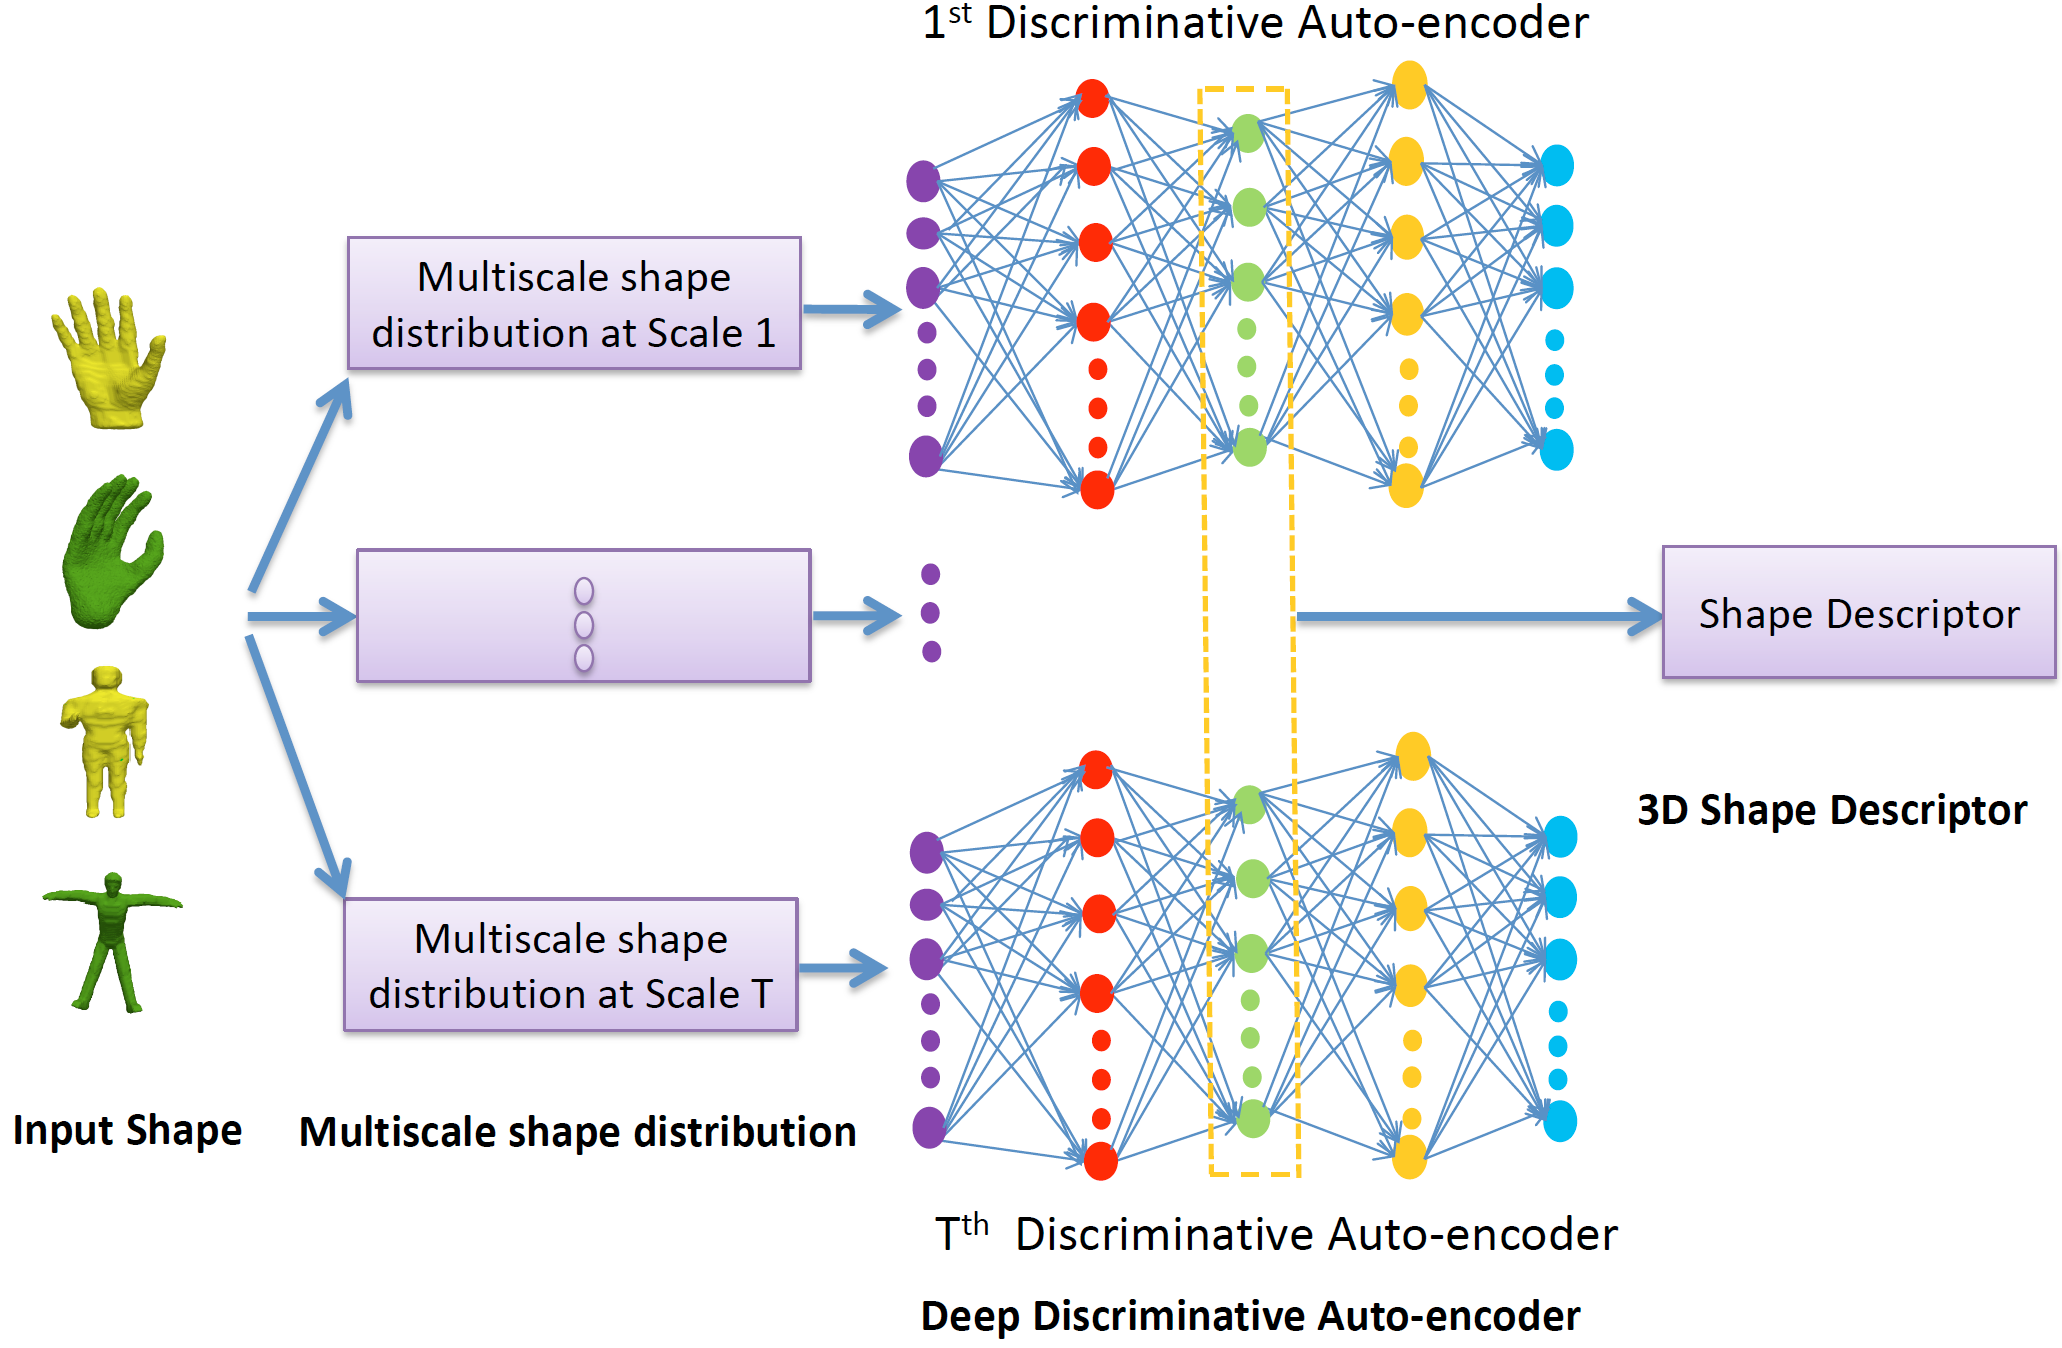 1st Discriminative Auto-encoder
Multiscale shape
distribution at Scale 1
Shape Descriptor
3D Shape Descriptor
Multiscale shape
distribution at Scale T
Input Shape
Multiscale shape distribution
Tth Discriminative Auto-encoder
Deep Discriminative Auto-encoder